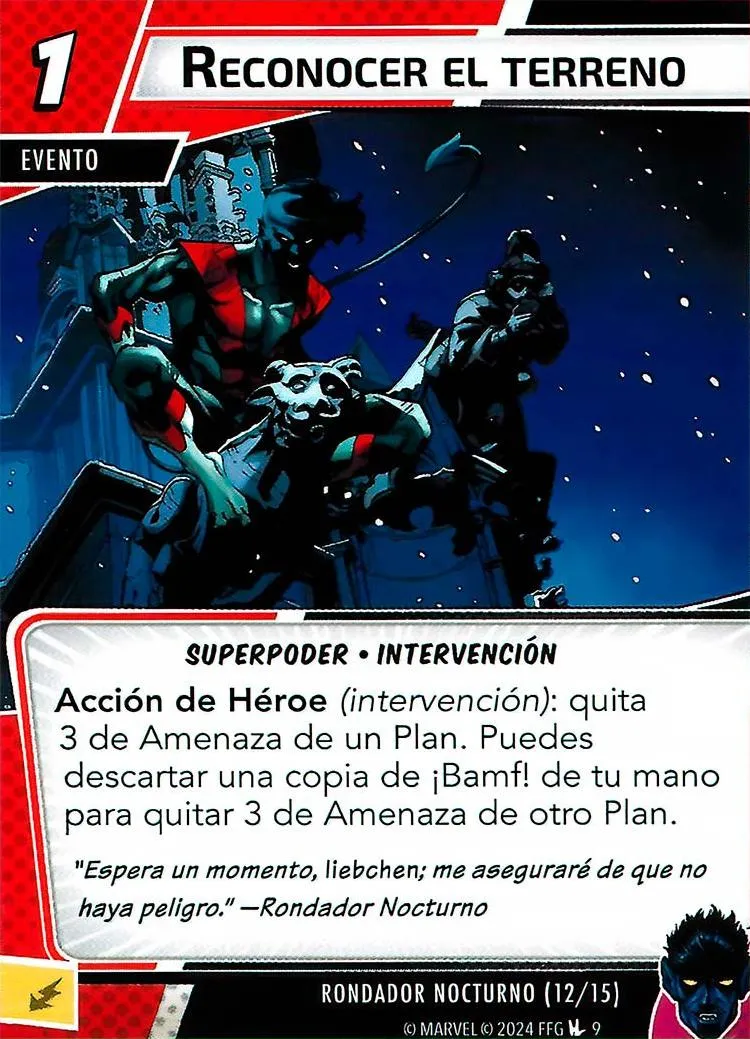 1
RECONOCER EL TERRENO
EVENTO
SUPERPODER • INTERVENCIÓN
Acción de Héroe (intervención): quita
3 de Amenaza de un Plan. Puedes
descartar una copia de ¡Bamf! de tu mano
para quitar 3 de Amenaza de otro Plan.
"Espera un momento, liebchen; me aseguraré de que no
haya peligro." —Rondador Nocturno
RONDADOR NOCTURNO (12/15)
© MARVEL © 2024 FFG 9